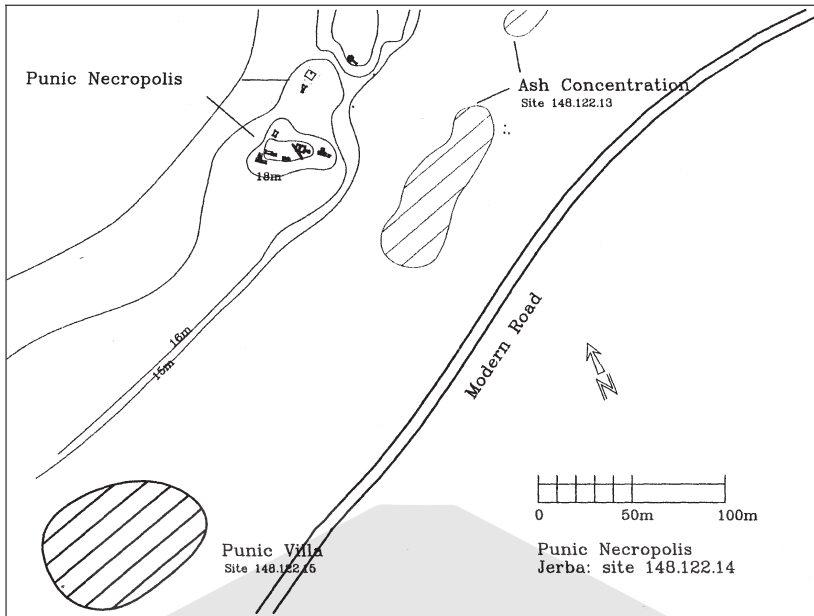 Punic Necropolis
Ash Concentration
Site 148.122.13
18m
16m
15m
Modern Road
N
0 50m 100m
Punic Villa
Site 148.122.15
Punic Necropolis
Jerba: site 148.122.14